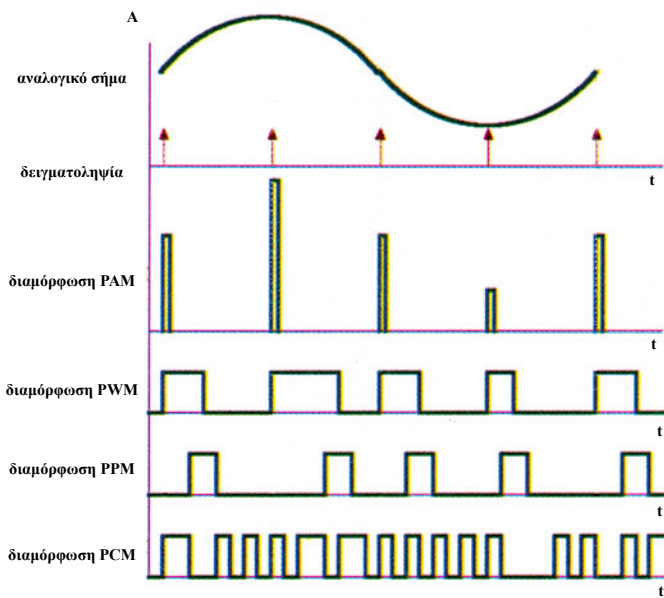 A
αναλογικό σήμα
δειγματοληψία
t
διαμόρφωση PAM
t
διαμόρφωση PWM
t
διαμόρφωση PPM
t
διαμόρφωση PCM
t